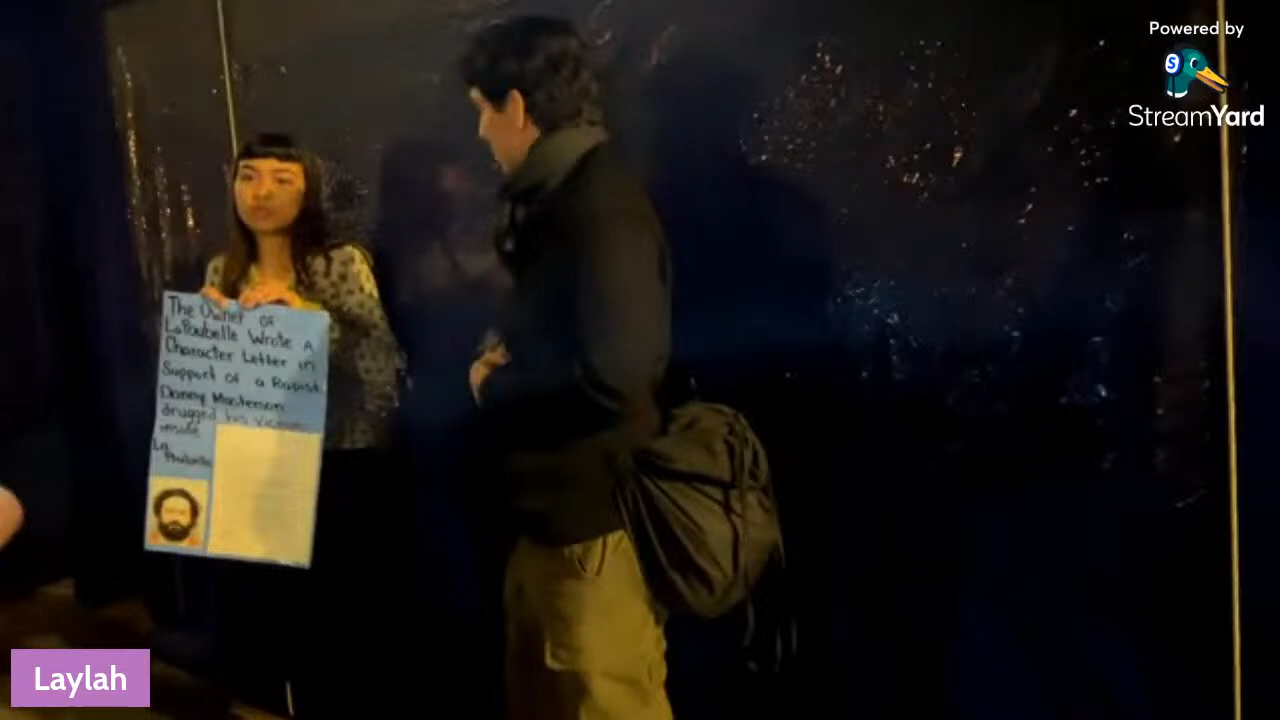 Powered by
StreamYard
The Owner of
LaPoubelle Wrote A
Character Letter in
Support of a Rapist.
Danny Masterson
drugged his victims
inside
La
Poubelle
Laylah